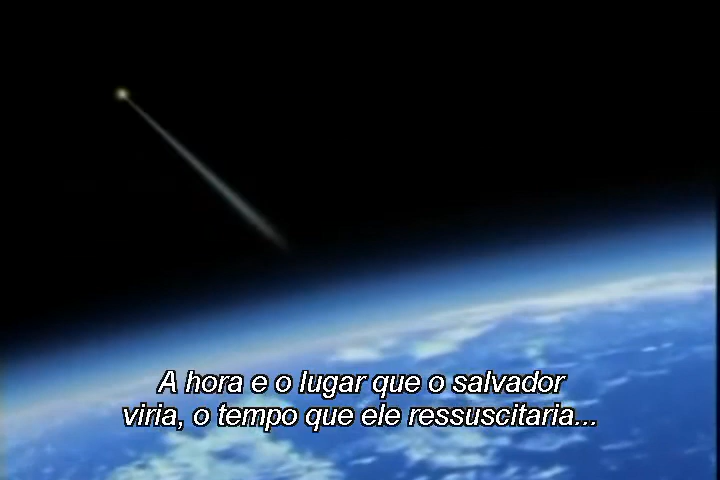 A hora e o lugar que o salvador
viria, o tempo que ele ressuscitaria...